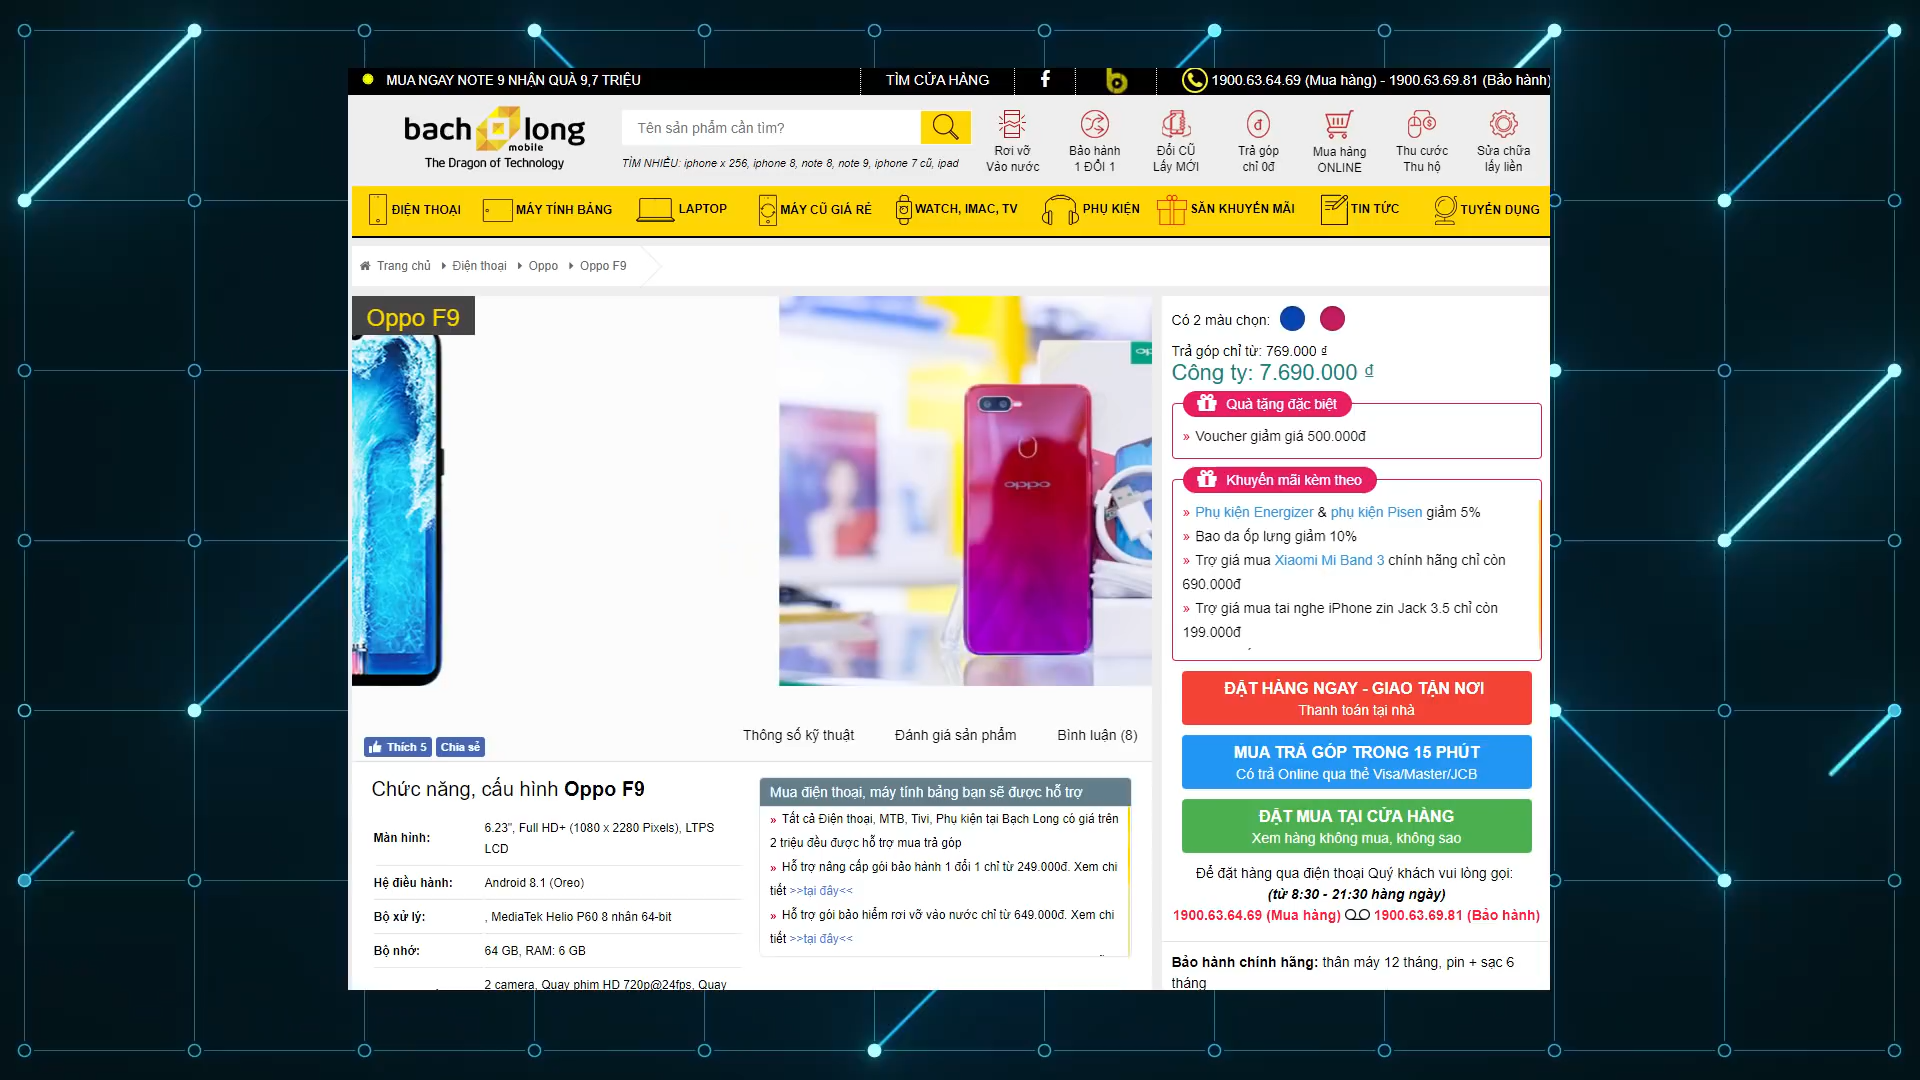 MUA NGAY NOTE 9 NHẬN QUÀ 9,7 TRIỆU
TÌM CỬA HÀNG
1900.63.64.69 (Mua hàng) - 1900.63.69.81 (Bảo hành)
bach long
mobile
The Dragon of Technology
Tên sản phẩm cần tìm?
TÌM NHIỀU: iphone x 256, iphone 8, note 8, note 9, iphone 7 cũ, ipad
Rơi vỡ
Vào nước
Bảo hành
1 ĐỔI 1
Đổi CŨ
Lấy MỚI
Trả góp
chỉ 0đ
Mua hàng
ONLINE
Thu cước
Thu hộ
Sửa chữa
lấy liền
ĐIỆN THOẠI
MÁY TÍNH BẢNG
LAPTOP
MÁY CŨ GIÁ RẺ
WATCH, IMAC, TV
PHỤ KIỆN
SĂN KHUYẾN MÃI
TIN TỨC
TUYỂN DỤNG
Trang chủ
Điện thoại
Oppo
Oppo F9
Oppo F9
oppo
Có 2 màu chọn:
Trả góp chỉ từ: 769.000 ₫
Công ty: 7.690.000 ₫
Quà tặng đặc biệt
» Voucher giảm giá 500.000đ
Khuyến mãi kèm theo
» Phụ kiện Energizer & phụ kiện Pisen giảm 5%
» Bao da ốp lưng giảm 10%
» Trợ giá mua Xiaomi Mi Band 3 chính hãng chỉ còn
690.000đ
» Trợ giá mua tai nghe iPhone zin Jack 3.5 chỉ còn
199.000đ
ĐẶT HÀNG NGAY - GIAO TẬN NƠI
Thanh toán tại nhà
MUA TRẢ GÓP TRONG 15 PHÚT
Có trả Online qua thẻ Visa/Master/JCB
ĐẶT MUA TẠI CỬA HÀNG
Xem hàng không mua, không sao
Để đặt hàng qua điện thoại Quý khách vui lòng gọi:
(từ 8:30 - 21:30 hàng ngày)
1900.63.64.69 (Mua hàng) 1900.63.69.81 (Bảo hành)
Bảo hành chính hãng: thân máy 12 tháng, pin + sạc 6
tháng
Thích 5
Chia sẻ
Thông số kỹ thuật
Đánh giá sản phẩm
Bình luận (8)
Chức năng, cấu hình Oppo F9
Màn hình:
6.23", Full HD+ (1080 x 2280 Pixels), LTPS
LCD
Hệ điều hành:
Android 8.1 (Oreo)
Bộ xử lý:
, MediaTek Helio P60 8 nhân 64-bit
Bộ nhớ:
64 GB, RAM: 6 GB
2 camera, Quay phim HD 720p@24fps, Quay
Mua điện thoại, máy tính bảng bạn sẽ được hỗ trợ
» Tất cả Điện thoại, MTB, Tivi, Phụ kiện tại Bạch Long có giá trên
2 triệu đều được hỗ trợ mua trả góp
» Hỗ trợ nâng cấp gói bảo hành 1 đổi 1 chỉ từ 249.000đ. Xem chi
tiết >>tại đây<<
» Hỗ trợ gói bảo hiểm rơi vỡ vào nước chỉ từ 649.000đ. Xem chi
tiết >>tại đây<<